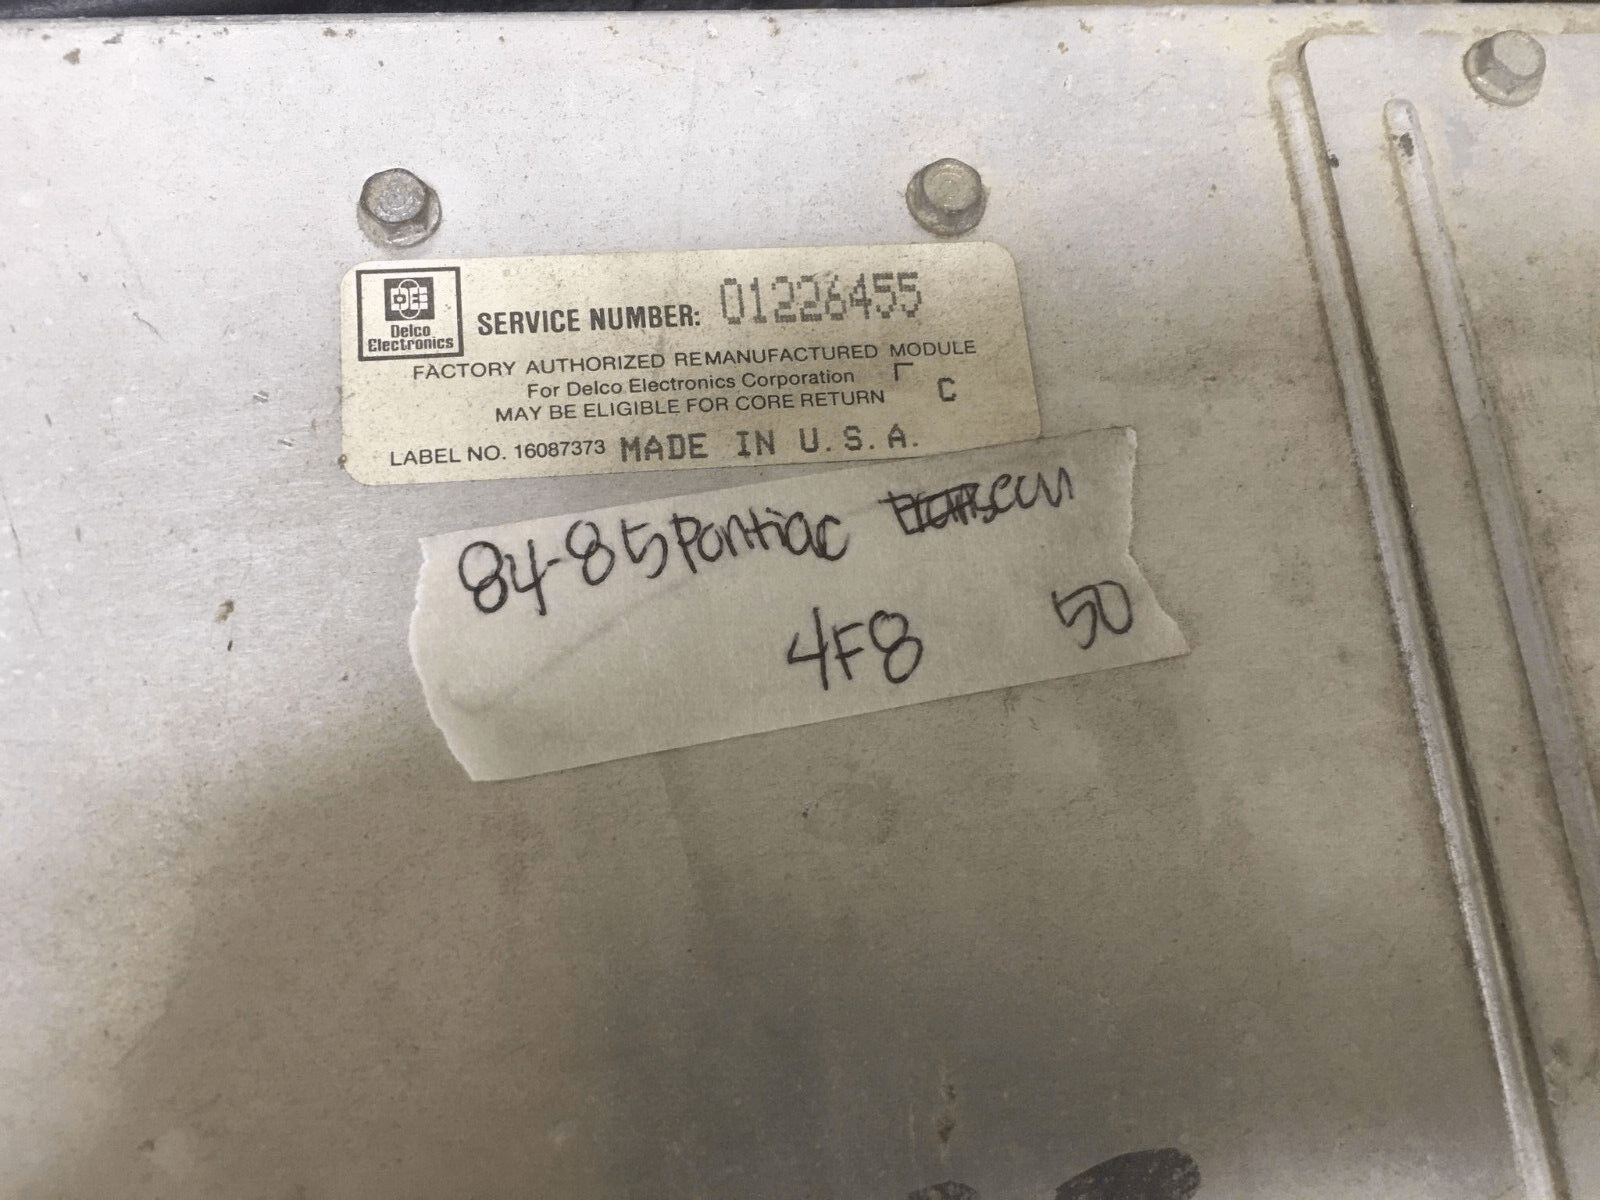 Delco
Electronics
SERVICE NUMBER: 01226455
FACTORY AUTHORIZED REMANUFACTURED MODULE
For Delco Electronics Corporation
MAY BE ELIGIBLE FOR CORE RETURN C
LABEL NO. 16087373 MADE IN U.S.A.
84-85 Pontiac
4F8 50